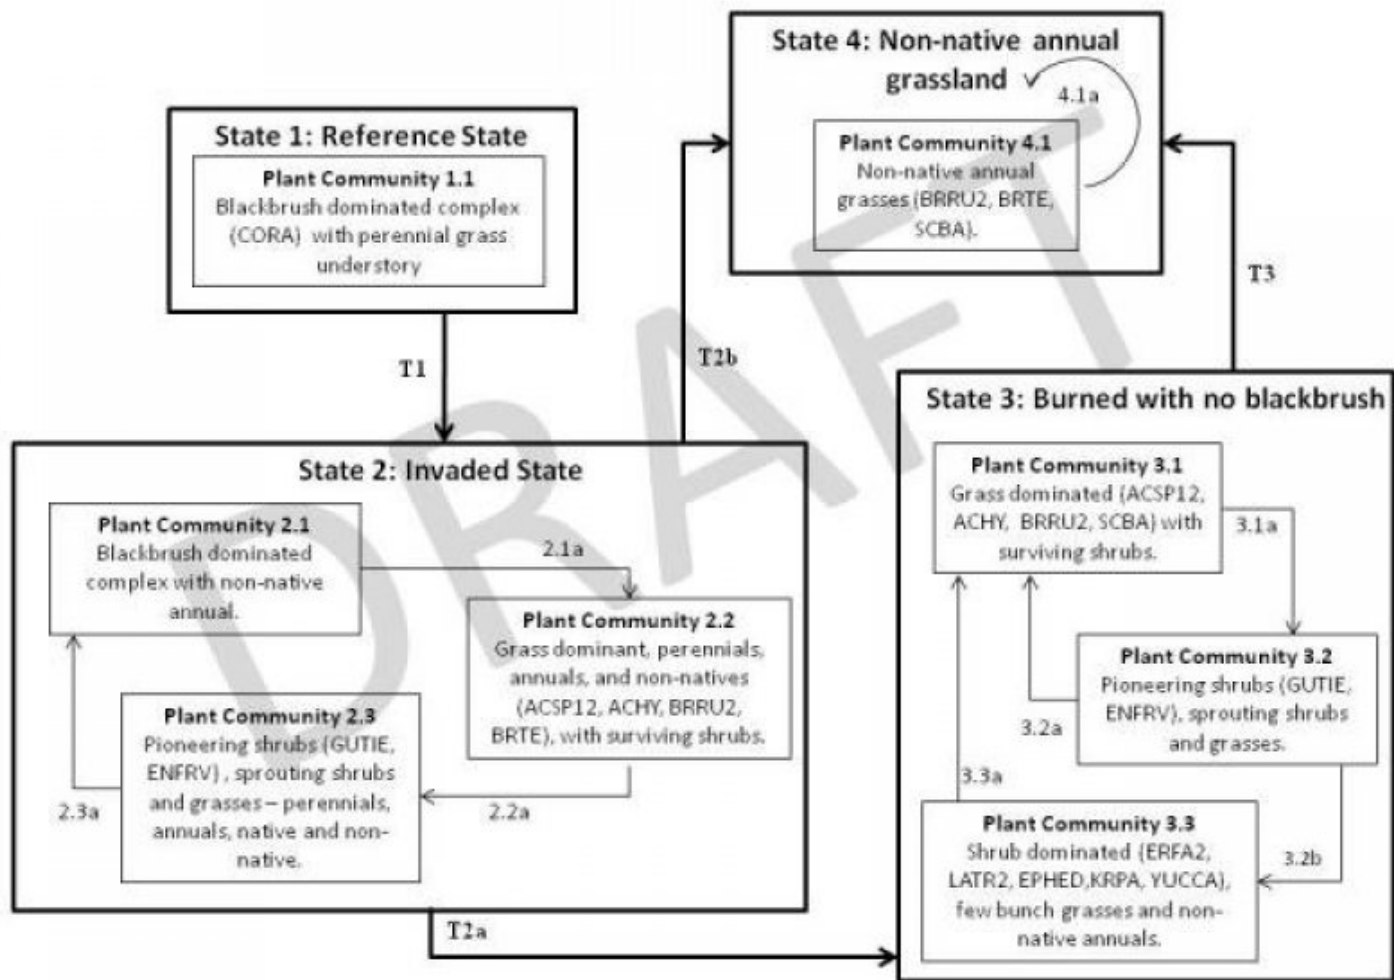 State 4: Non-native annual
grassland
4.1a
Plant Community 4.1
Non-native annual
grasses (BRRU2, BRTE,
SCBA).
State 1: Reference State
Plant Community 1.1
Blackbrush dominated complex
(CORA) with perennial grass
understory
T1
T2b
T3
State 2: Invaded State
Plant Community 2.1
Blackbrush dominated
complex with non-native
annual.
2.1a
Plant Community 2.2
Grass dominant, perennials,
annuals, and non-natives
(ACSP12, ACHY, BRRU2,
BRTE), with surviving shrubs.
2.2a
Plant Community 2.3
Pioneering shrubs (GUTIE,
ENFRV) , sprouting shrubs
and grasses – perennials,
annuals, native and non-
native.
2.3a
T2a
State 3: Burned with no blackbrush
Plant Community 3.1
Grass dominated (ACSP12,
ACHY, BRRU2, SCBA) with
surviving shrubs.
3.1a
Plant Community 3.2
Pioneering shrubs (GUTIE,
ENFRV), sprouting shrubs
and grasses.
3.2a
3.2b
3.3a
Plant Community 3.3
Shrub dominated (ERFA2,
LATR2, EPHED,KRPA, YUCCA),
few bunch grasses and non-
native annuals.
DRAFT